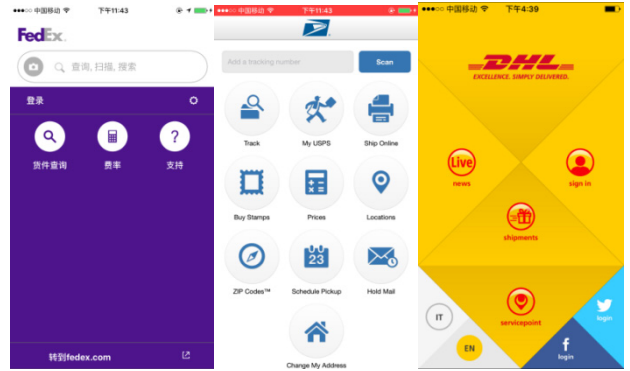 中国移动 下午11:43
FedEx
查询, 扫描, 搜索
登录
货件查询 费率 支持
转到fedex.com
中国移动 下午11:43
Add a tracking number Scan
Track My USPS Ship Online
Buy Stamps Prices Locations
23
ZIP Codes™ Schedule Pickup Hold Mail
Change My Address
中国移动 下午4:39
DHL
EXCELLENCE. SIMPLY DELIVERED.
Live
news sign in
shipments
servicepoint
IT
EN
login
f
login